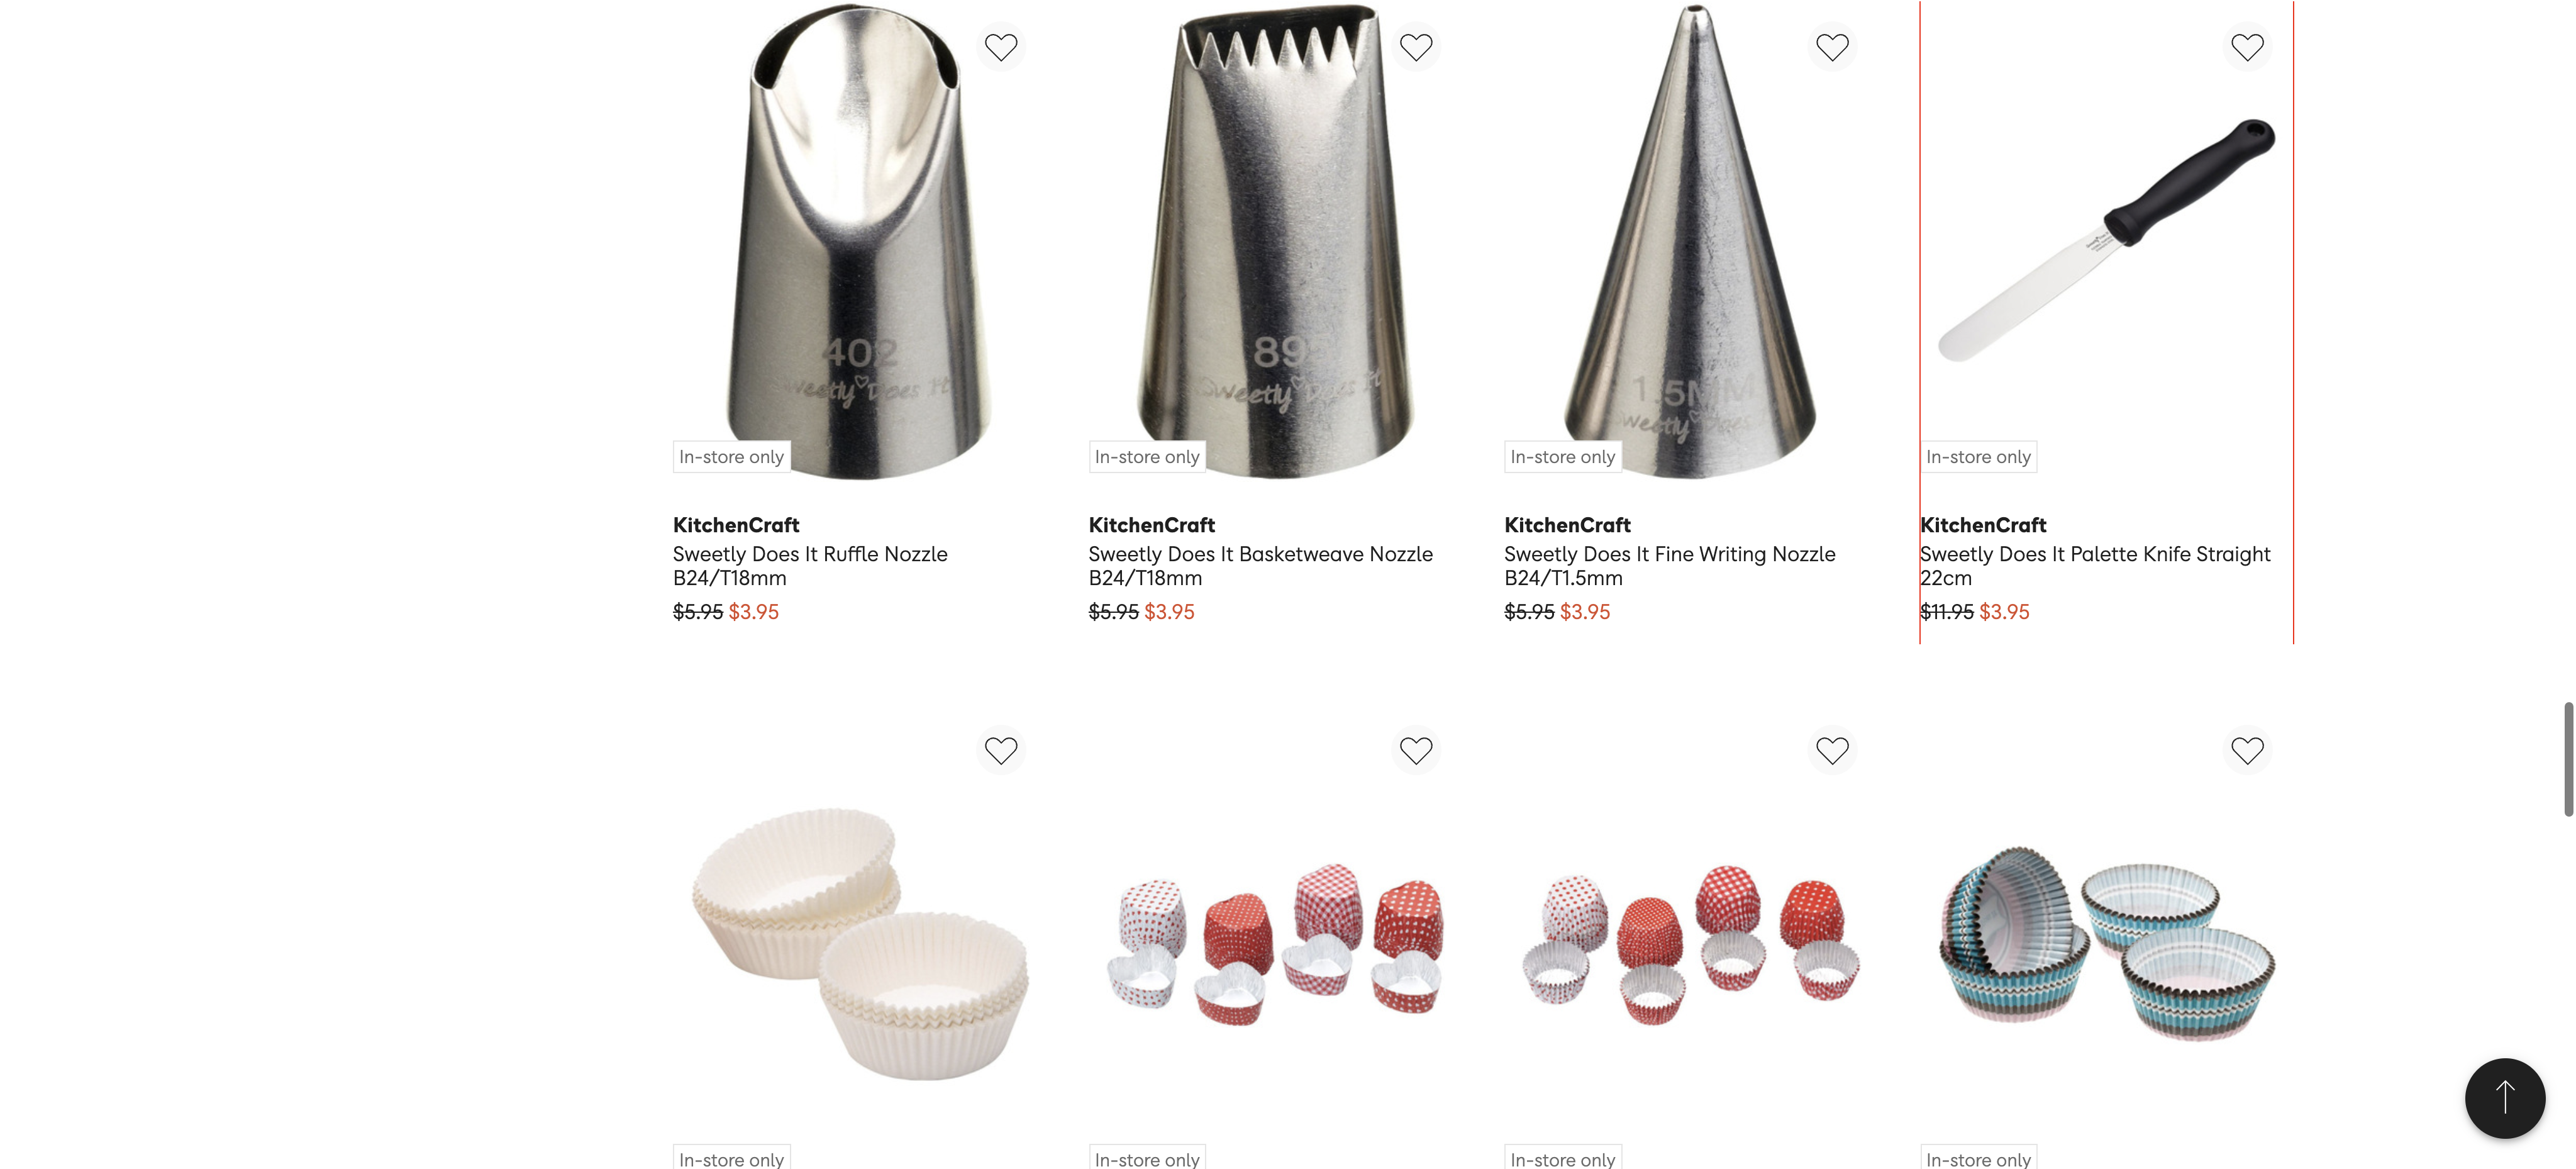 402
Sweetly Does It
89
Sweetly Does It
1.5MM
Sweetly Does
In-store only
In-store only
In-store only
In-store only
KitchenCraft
Sweetly Does It Ruffle Nozzle
B24/T18mm
$5.95 $3.95
KitchenCraft
Sweetly Does It Basketweave Nozzle
B24/T18mm
$5.95 $3.95
KitchenCraft
Sweetly Does It Fine Writing Nozzle
B24/T1.5mm
$5.95 $3.95
KitchenCraft
Sweetly Does It Palette Knife Straight
22cm
$11.95 $3.95
In-store only
In-store only
In-store only
In-store only